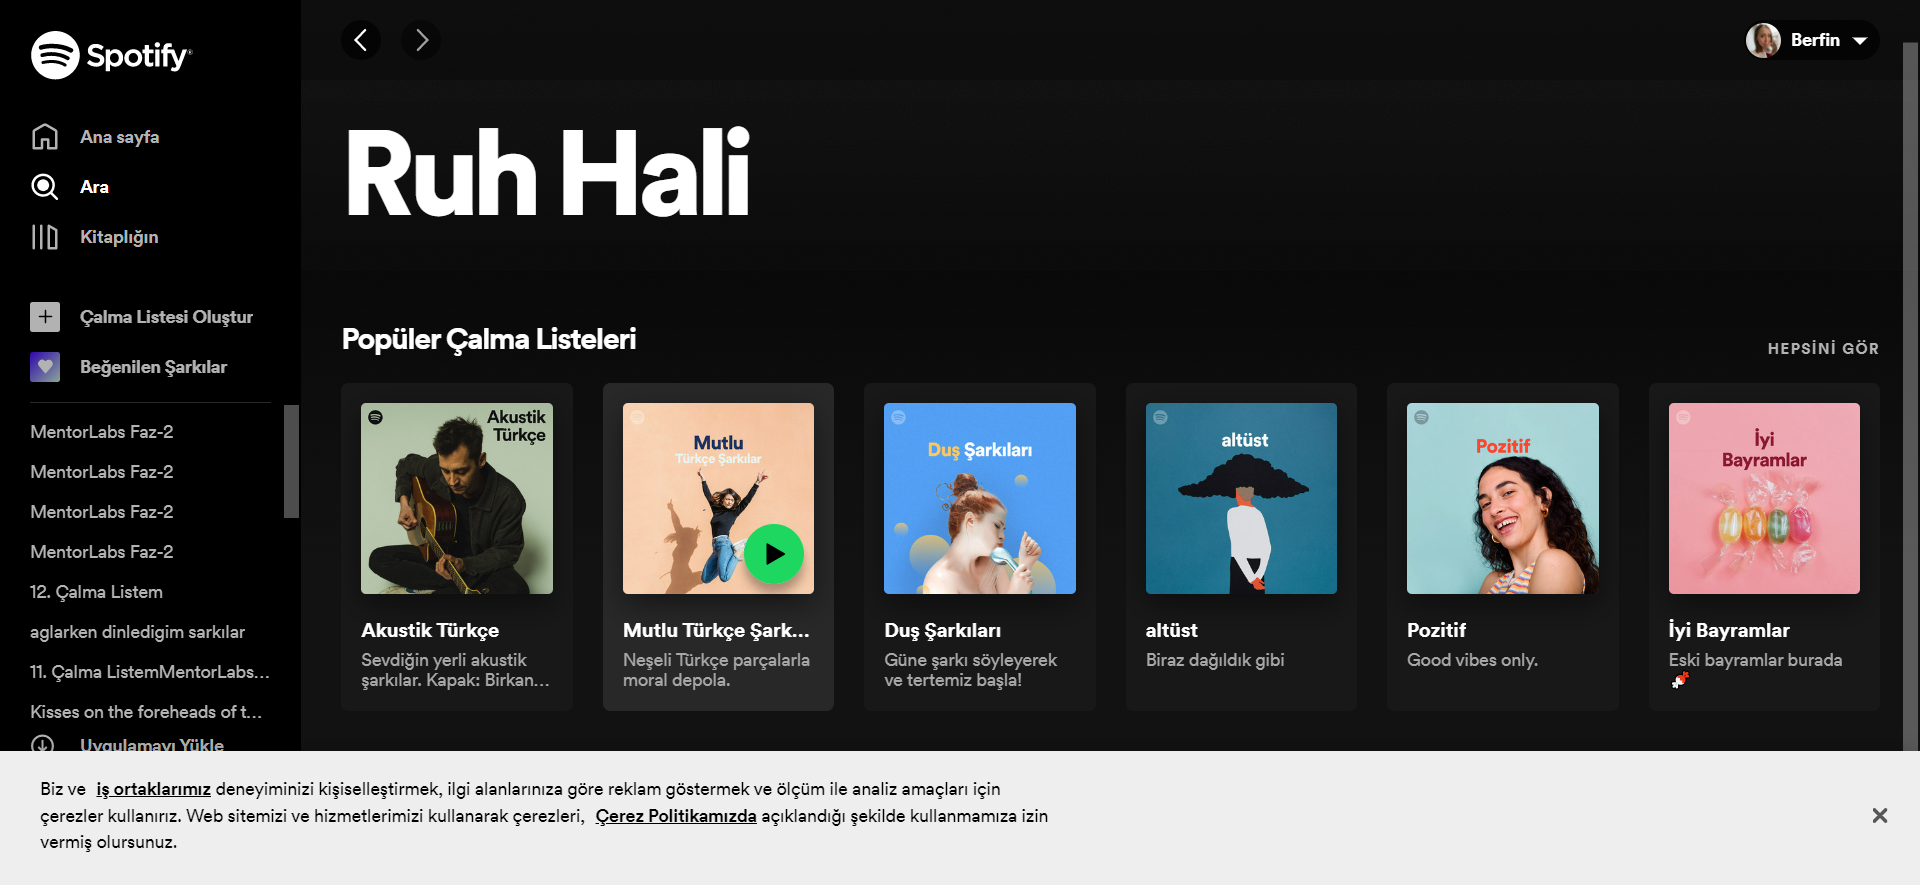 Spotify
Ana sayfa
Ara
Kitaplığın
Çalma Listesi Oluştur
Beğenilen Şarkılar
MentorLabs Faz-2
MentorLabs Faz-2
MentorLabs Faz-2
MentorLabs Faz-2
12. Çalma Listem
aglarken dinledigim sarkılar
11. Çalma ListemMentorLabs...
Kisses on the foreheads of t...
Uygulamayı Yükle
Berfin
Ruh Hali
Popüler Çalma Listeleri
HEPSİNİ GÖR
Akustik
Türkçe
Akustik Türkçe
Sevdiğin yerli akustik
şarkılar. Kapak: Birkan...
Mutlu
Türkçe Şarkılar
Mutlu Türkçe Şark...
Neşeli Türkçe parçalarla
moral depola.
Duş Şarkıları
Duş Şarkıları
Güne şarkı söyleyerek
ve tertemiz başla!
altüst
altüst
Biraz dağıldık gibi
Pozitif
Pozitif
Good vibes only.
İyi
Bayramlar
İyi Bayramlar
Eski bayramlar burada
🍬
Biz ve iş ortaklarımız deneyiminizi kişiselleştirmek, ilgi alanlarınıza göre reklam göstermek ve ölçüm ile analiz amaçları için
çerezler kullanırız. Web sitemizi ve hizmetlerimizi kullanarak çerezleri, Çerez Politikamızda açıklandığı şekilde kullanmamıza izin
vermiş olursunuz.